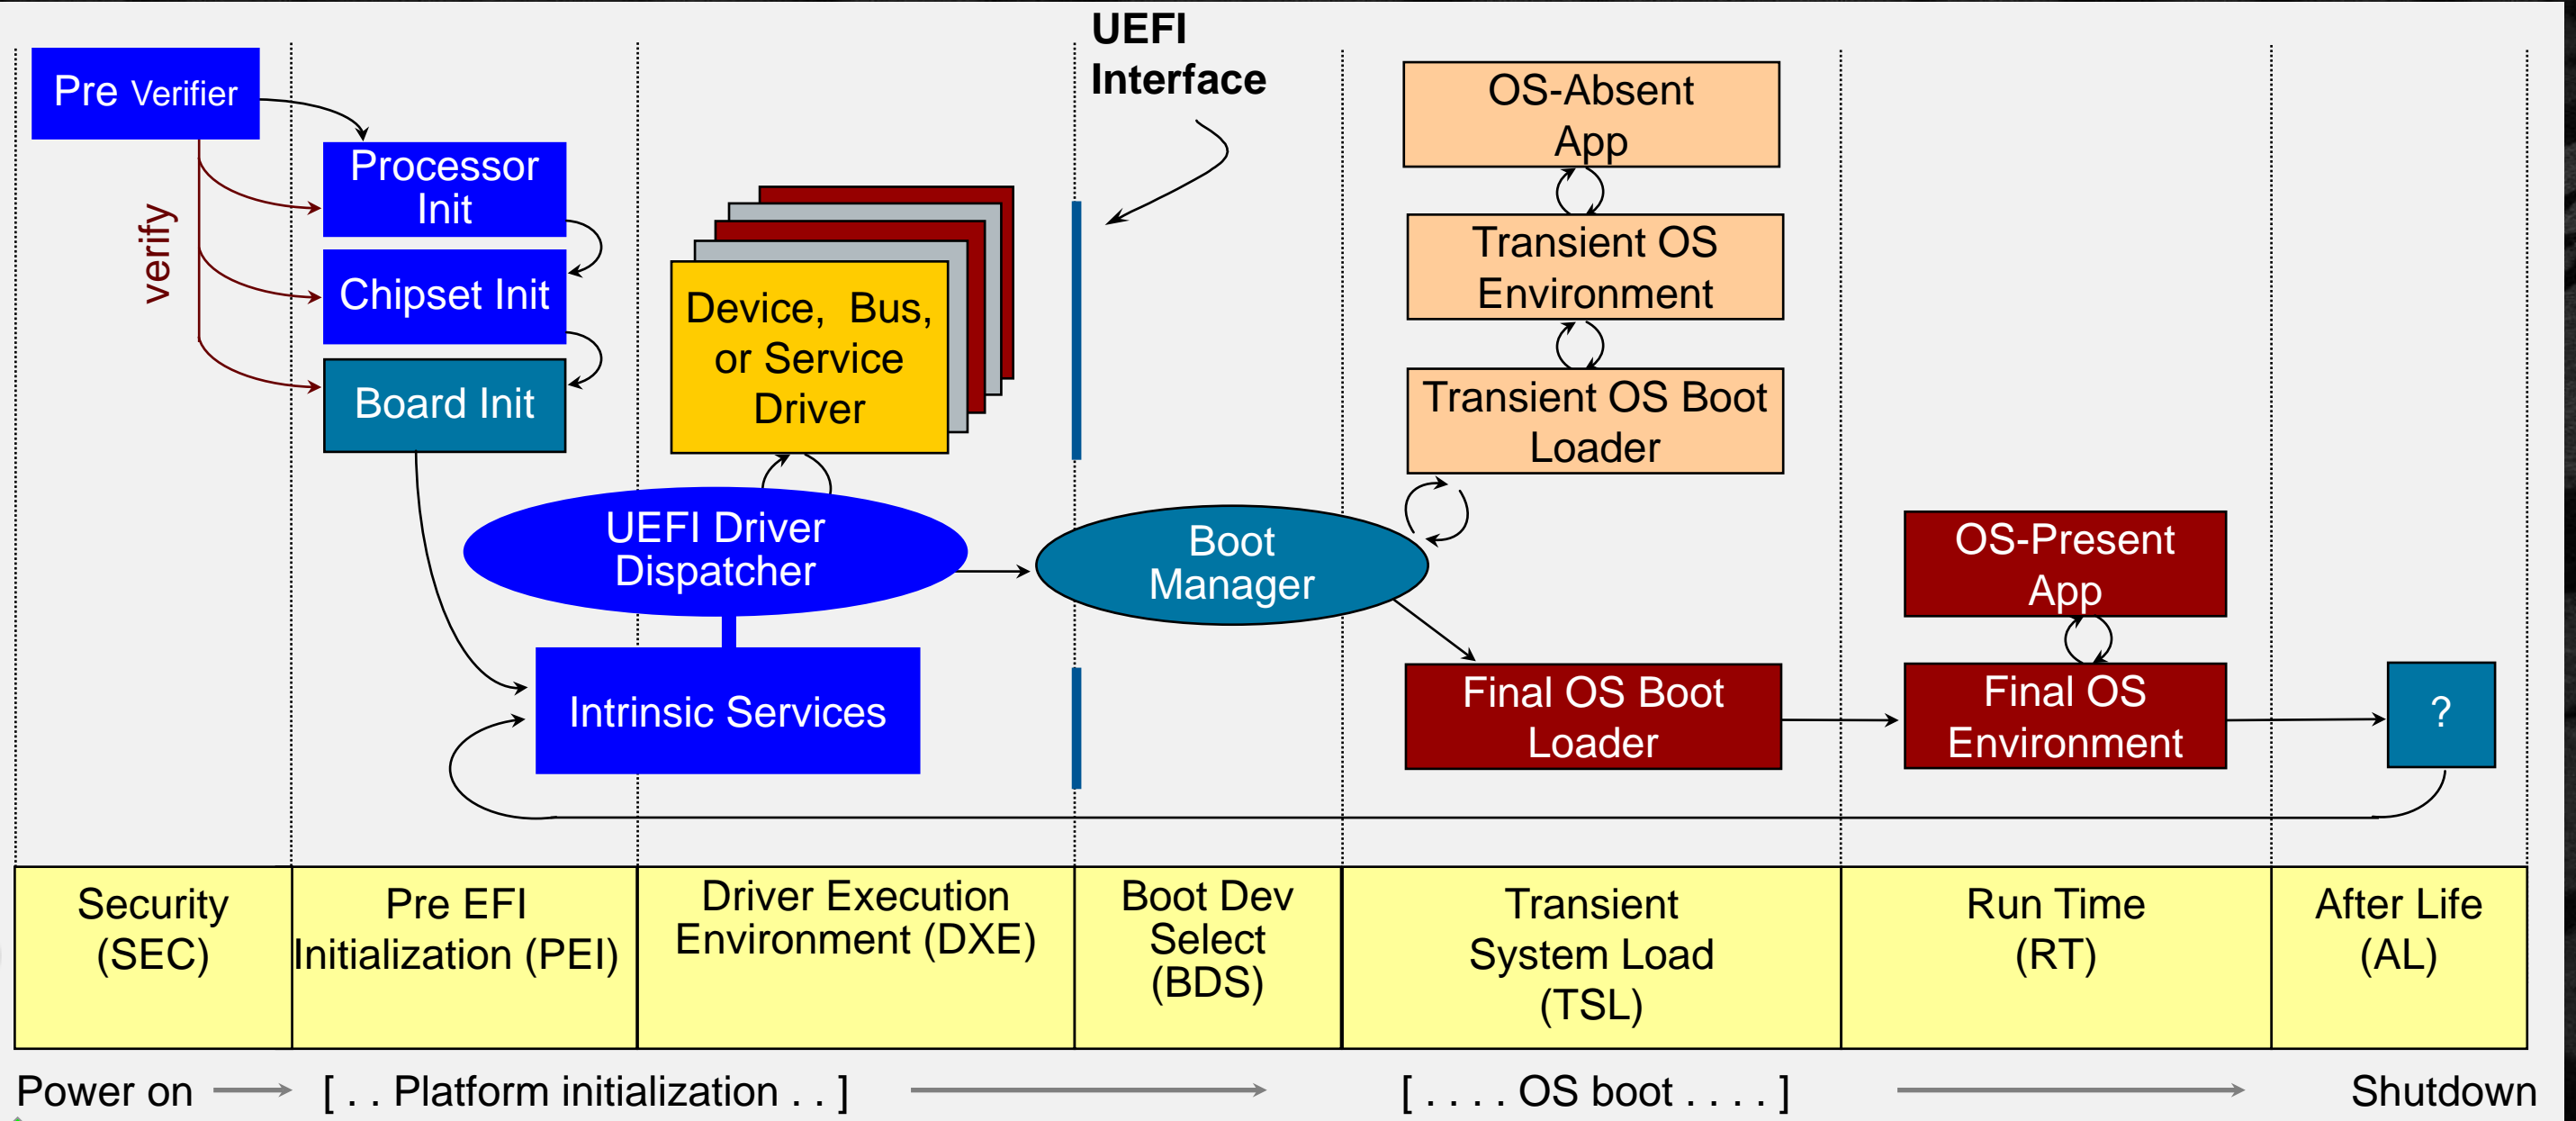 UEFI
Interface
Pre Verifier
verify
Processor
Init
Chipset Init
Board Init
Device, Bus,
or Service
Driver
UEFI Driver
Dispatcher
Intrinsic Services
Boot
Manager
OS-Absent
App
Transient OS
Environment
Transient OS Boot
Loader
Final OS Boot
Loader
OS-Present
App
Final OS
Environment
?
Security
(SEC)
Pre EFI
Initialization (PEI)
Driver Execution
Environment (DXE)
Boot Dev
Select
(BDS)
Transient
System Load
(TSL)
Run Time
(RT)
After Life
(AL)
Power on
[ . . Platform initialization . . ]
[ . . . . OS boot . . . . ]
Shutdown